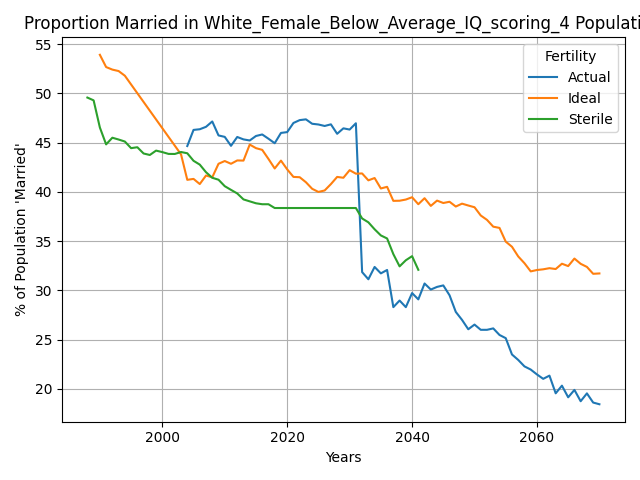 Proportion Married in White_Female_Below_Average_IQ_scoring_4 Populati
% of Population 'Married'
55
50
45
40
35
30
25
20
2000
2020
2040
2060
Years
Fertility
Actual
Ideal
Sterile